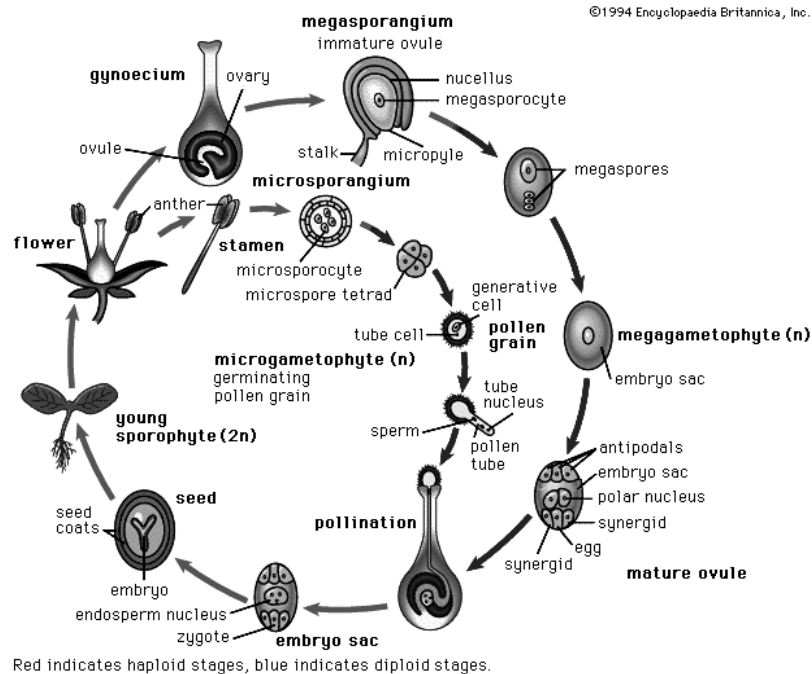 ©1994 Encyclopaedia Britannica, Inc.
megasporangium
immature ovule
gynoecium
ovary
nucellus
megasporocyte
ovule
stalk
micropyle
megaspores
microsporangium
anther
flower
stamen
microsporocyte
microspore tetrad
generative
cell
tube cell
pollen
grain
megagametophyte (n)
microgametophyte (n)
germinating
pollen grain
embryo sac
tube
nucleus
young
sporophyte (2n)
sperm
pollen
tube
antipodals
embryo sac
polar nucleus
synergid
egg
synergid
mature ovule
seed
seed
coats
pollination
embryo
endosperm nucleus
zygote
embryo sac
Red indicates haploid stages, blue indicates diploid stages.